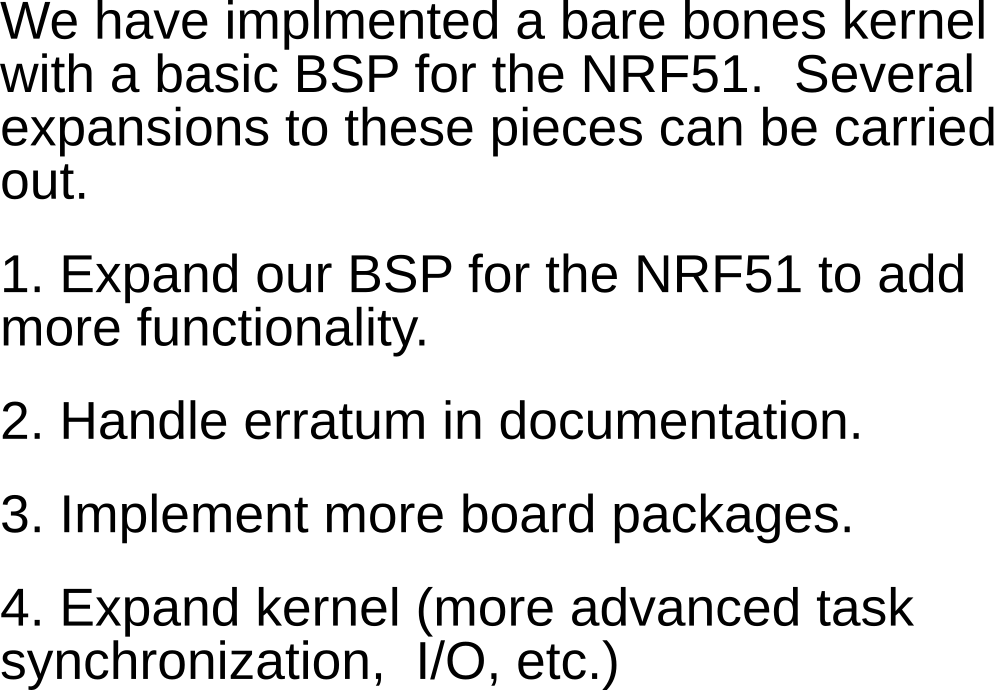 We have implmented a bare bones kernel
with a basic BSP for the NRF51.  Several
expansions to these pieces can be carried
out.
1. Expand our BSP for the NRF51 to add
more functionality.
2. Handle erratum in documentation.
3. Implement more board packages.
4. Expand kernel (more advanced task
synchronization,  I/O, etc.)